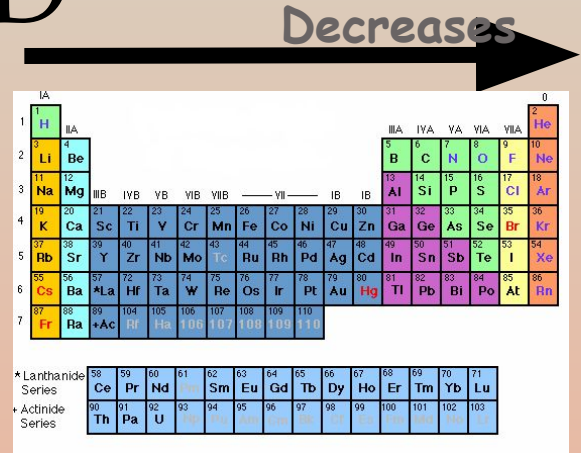 D
Decreases
IA 0
1 1 H IIA IIIA IVA VA VIA VIIA 2 He
2 3 Li 4 Be 5 B 6 C 7 N 8 O 9 F 10 Ne
3 11 Na 12 Mg IIIB IVB VB VIB VIIB VII IB IB 13 Al 14 Si 15 P 16 S 17 Cl 18 Ar
4 19 K 20 Ca 21 Sc 22 Ti 23 V 24 Cr 25 Mn 26 Fe 27 Co 28 Ni 29 Cu 30 Zn 31 Ga 32 Ge 33 As 34 Se 35 Br 36 Kr
5 37 Rb 38 Sr 39 Y 40 Zr 41 Nb 42 Mo 43 Tc 44 Ru 45 Rh 46 Pd 47 Ag 48 Cd 49 In 50 Sn 51 Sb 52 Te 53 I 54 Xe
6 55 Cs 56 Ba 57 *La 72 Hf 73 Ta 74 W 75 Re 76 Os 77 Ir 78 Pt 79 Au 80 Hg 81 Tl 82 Pb 83 Bi 84 Po 85 At 86 Rn
7 87 Fr 88 Ra 89 +Ac 104 Rf 105 Ha 106 106 107 107 108 108 109 109 110 110
* Lanthanide Series 58 Ce 59 Pr 60 Nd 61 62 Sm 63 Eu 64 Gd 65 Tb 66 Dy 67 Ho 68 Er 69 Tm 70 Yb 71 Lu
+ Actinide Series 90 Th 91 Pa 92 U 93 94 95 96 97 98 99 100 101 102 103